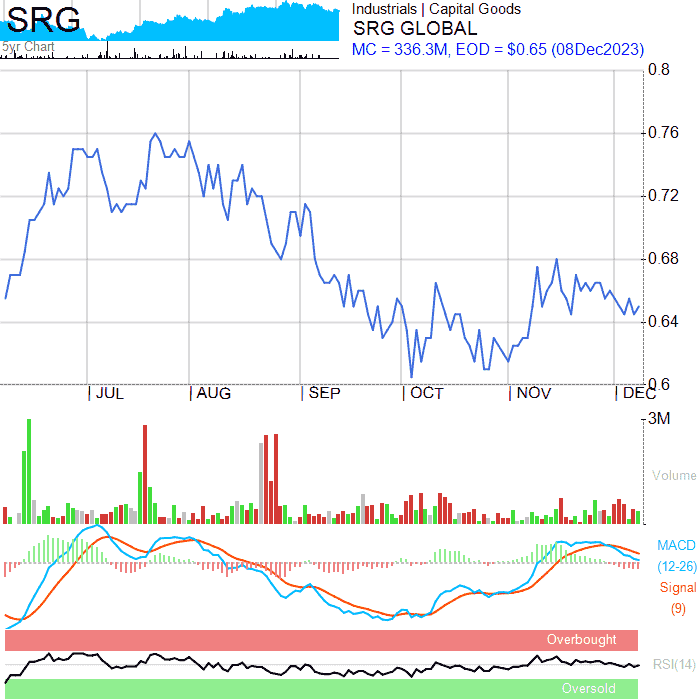 SRG
5yr Chart
Industrials | Capital Goods
SRG GLOBAL
MC = 336.3M, EOD = $0.65 (08Dec2023)
0.8
0.76
0.72
0.68
0.64
0.6
JUL AUG SEP OCT NOV DEC
3M
Volume
MACD
(12-26)
Signal
(9)
Overbought
RSI(14)
Oversold